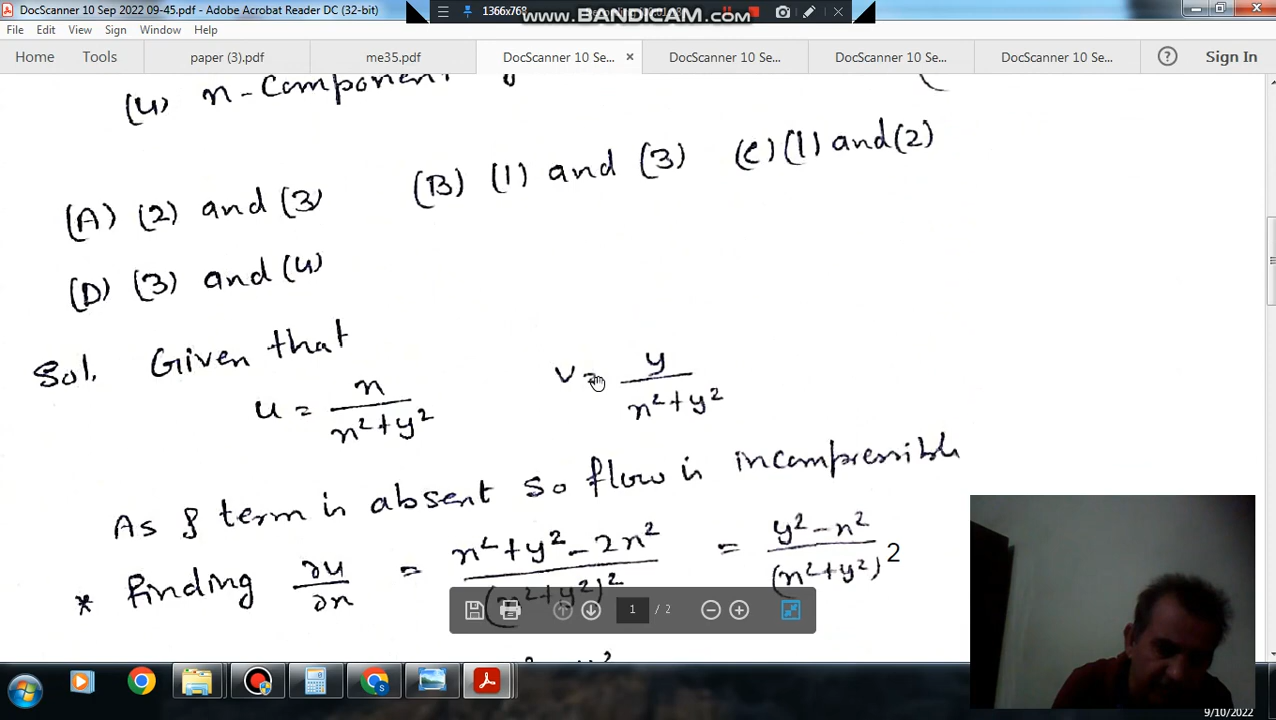 DocScanner 10 Sep 2022 09-45.pdf - Adobe Acrobat Reader DC (32-bit)
1366x768
www.BANDICAM.com
File Edit View Sign Window Help
Home Tools paper (3).pdf me35.pdf DocScanner 10 Se... × DocScanner 10 Se... DocScanner 10 Se... DocScanner 10 Se... Sign In
(4) x-component
(A) (2) and (3) (B) (1) and (3) (C) (1) and (2)
(D) (3) and (4)
Sol. Given that
u = x / x²+y² v = y / x²+y²
As ρ term is absent so flow is incompressible
* Finding ∂u/∂x = x²+y²-2x² / (x²+y²)² = y²-x² / (x²+y²)²
1 / 2
9/10/2022